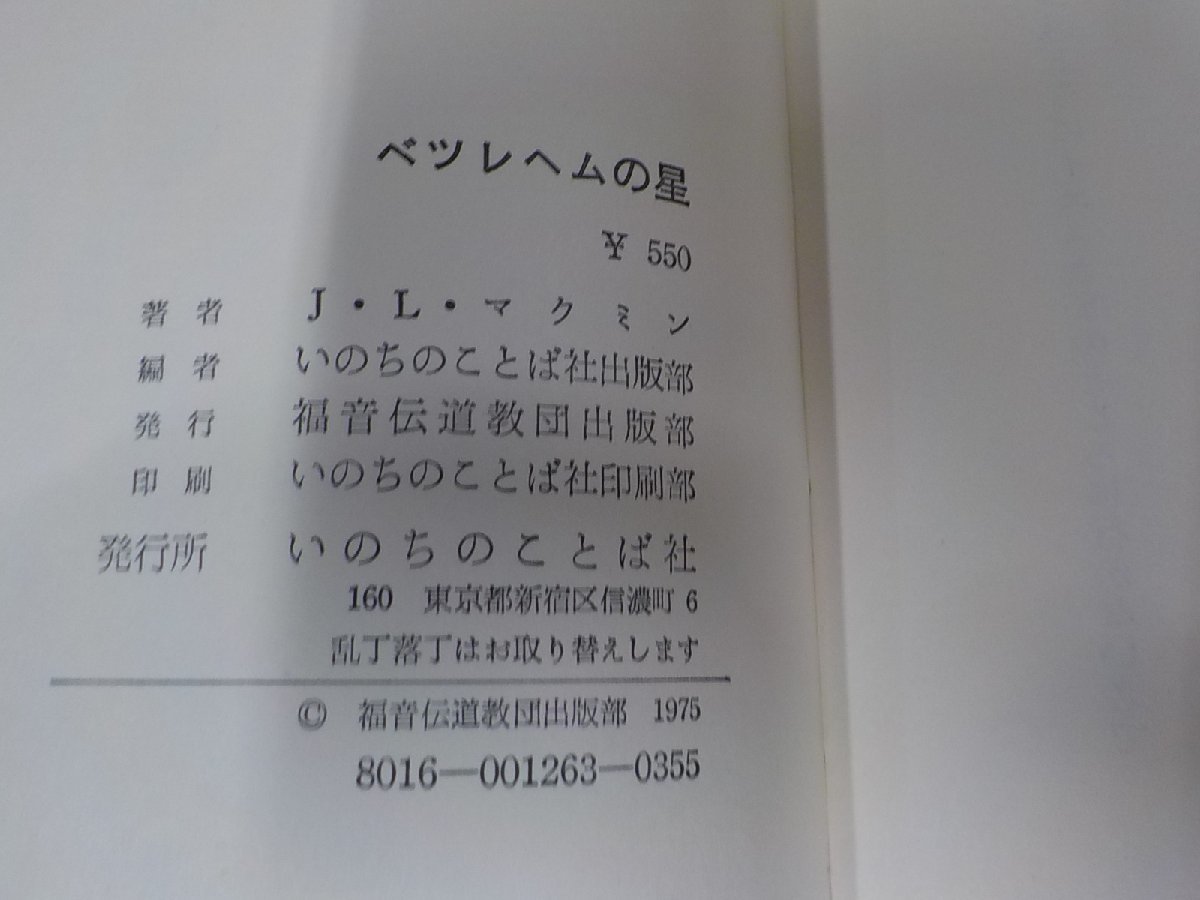 ベツレヘムの星
¥ 550
著者 J・L・マクミン
編者 いのちのことば社出版部
発行 福音伝道教団出版部
印刷 いのちのことば社印刷部
発行所 いのちのことば社
160 東京都新宿区信濃町 6
乱丁落丁はお取り替えします
© 福音伝道教団出版部 1975
8016—001263—0355